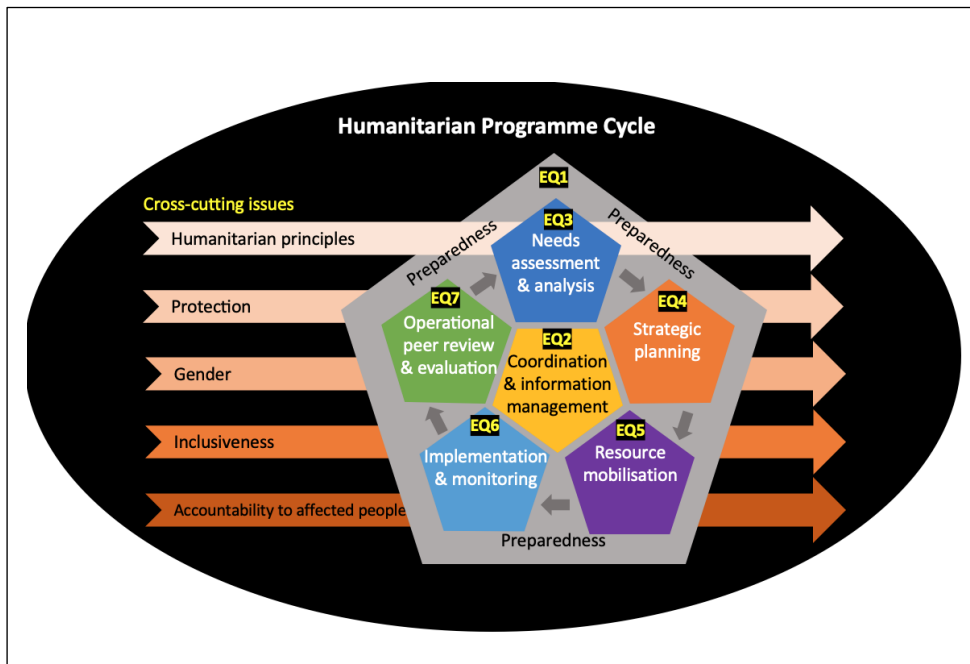 Humanitarian Programme Cycle
Cross-cutting issues
Humanitarian principles
Protection
Gender
Inclusiveness
Accountability to affected people
EQ1
Preparedness
Preparedness
EQ3
Needs
assessment
& analysis
EQ4
Strategic
planning
EQ7
Operational
peer review
& evaluation
EQ2
Coordination
& information
management
EQ6
Implementation
& monitoring
EQ5
Resource
mobilisation
Preparedness